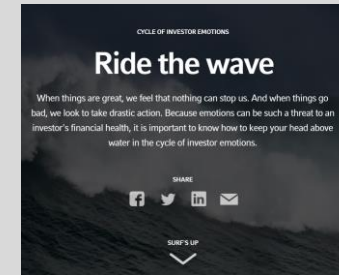 CYCLE OF INVESTOR EMOTIONS
Ride the wave
When things are great, we feel that nothing can stop us. And when things go
bad, we look to take drastic action. Because emotions can be such a threat to an
investor's financial health, it is important to know how to keep your head above
water in the cycle of investor emotions.
SHARE
SURF'S UP